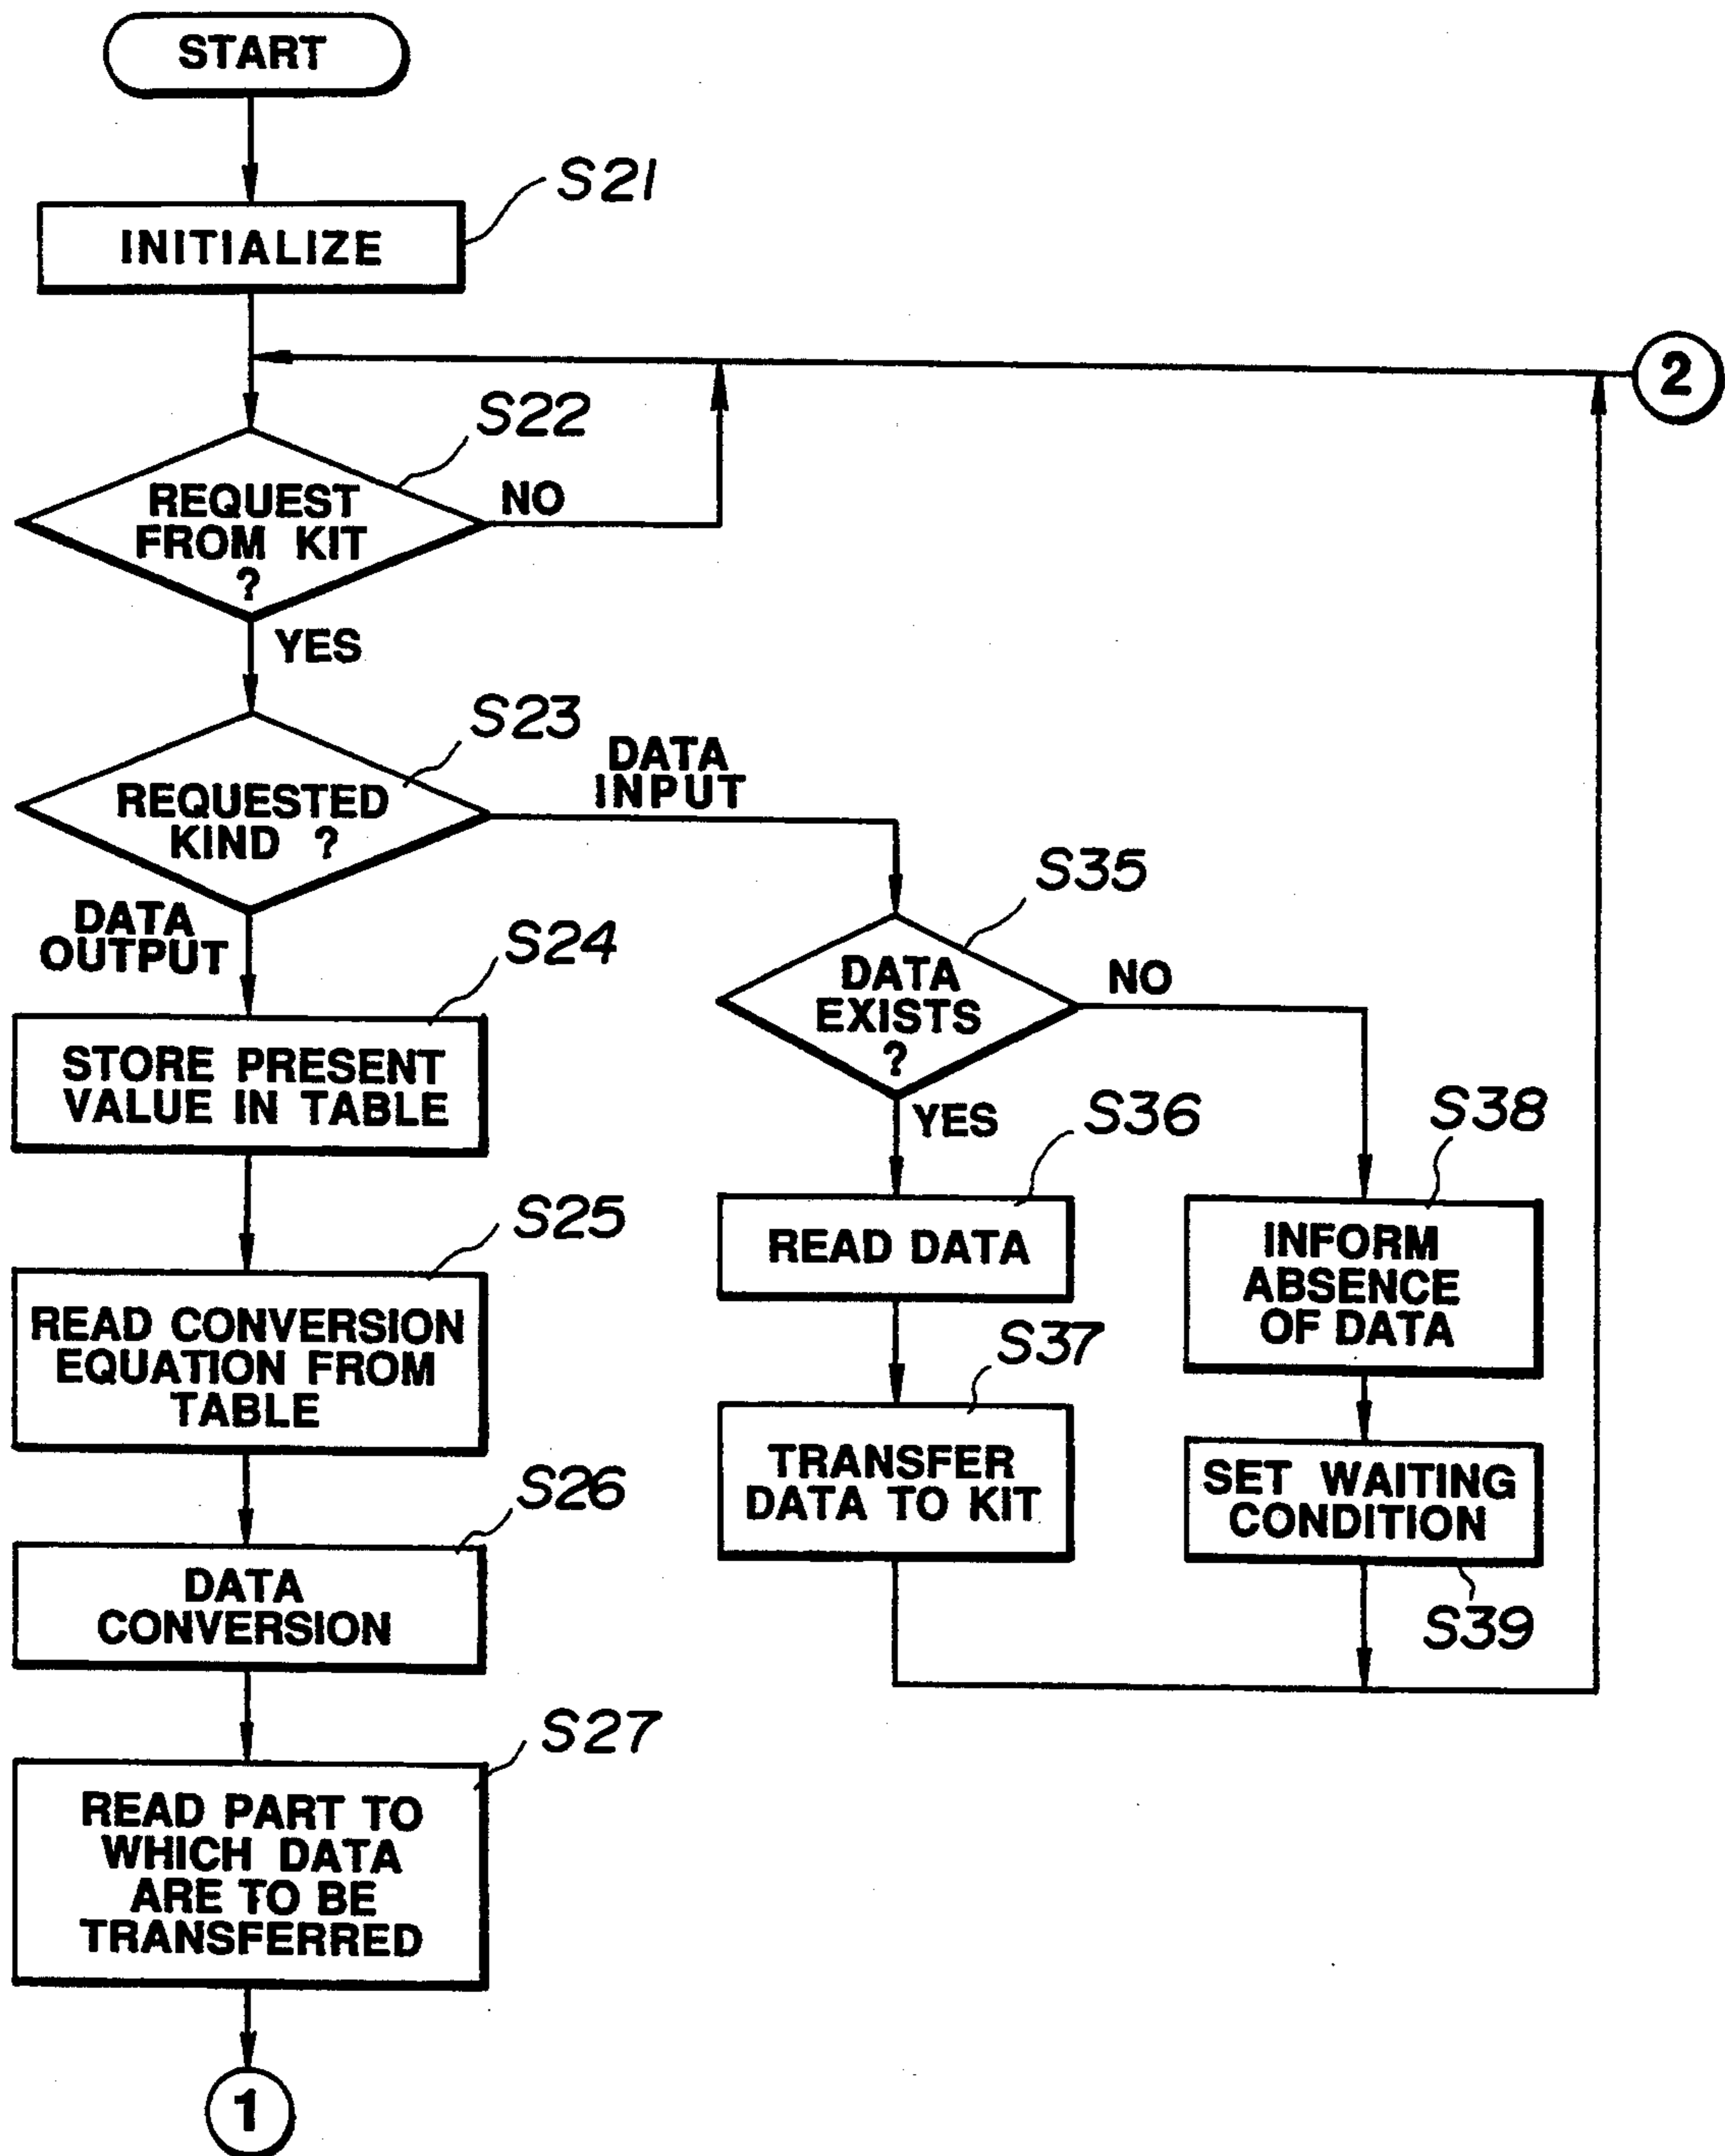 START
S21
INITIALIZE
2
S22
REQUEST
FROM KIT
?
NO
YES
S23
REQUESTED
KIND ?
DATA
INPUT
DATA
OUTPUT
S24
STORE PRESENT
VALUE IN TABLE
S25
READ CONVERSION
EQUATION FROM
TABLE
S26
DATA
CONVERSION
S27
READ PART TO
WHICH DATA
ARE TO BE
TRANSFERRED
1
S35
DATA
EXISTS
?
NO
YES
S36
READ DATA
S37
TRANSFER
DATA TO KIT
S38
INFORM
ABSENCE
OF DATA
SET WAITING
CONDITION
S39